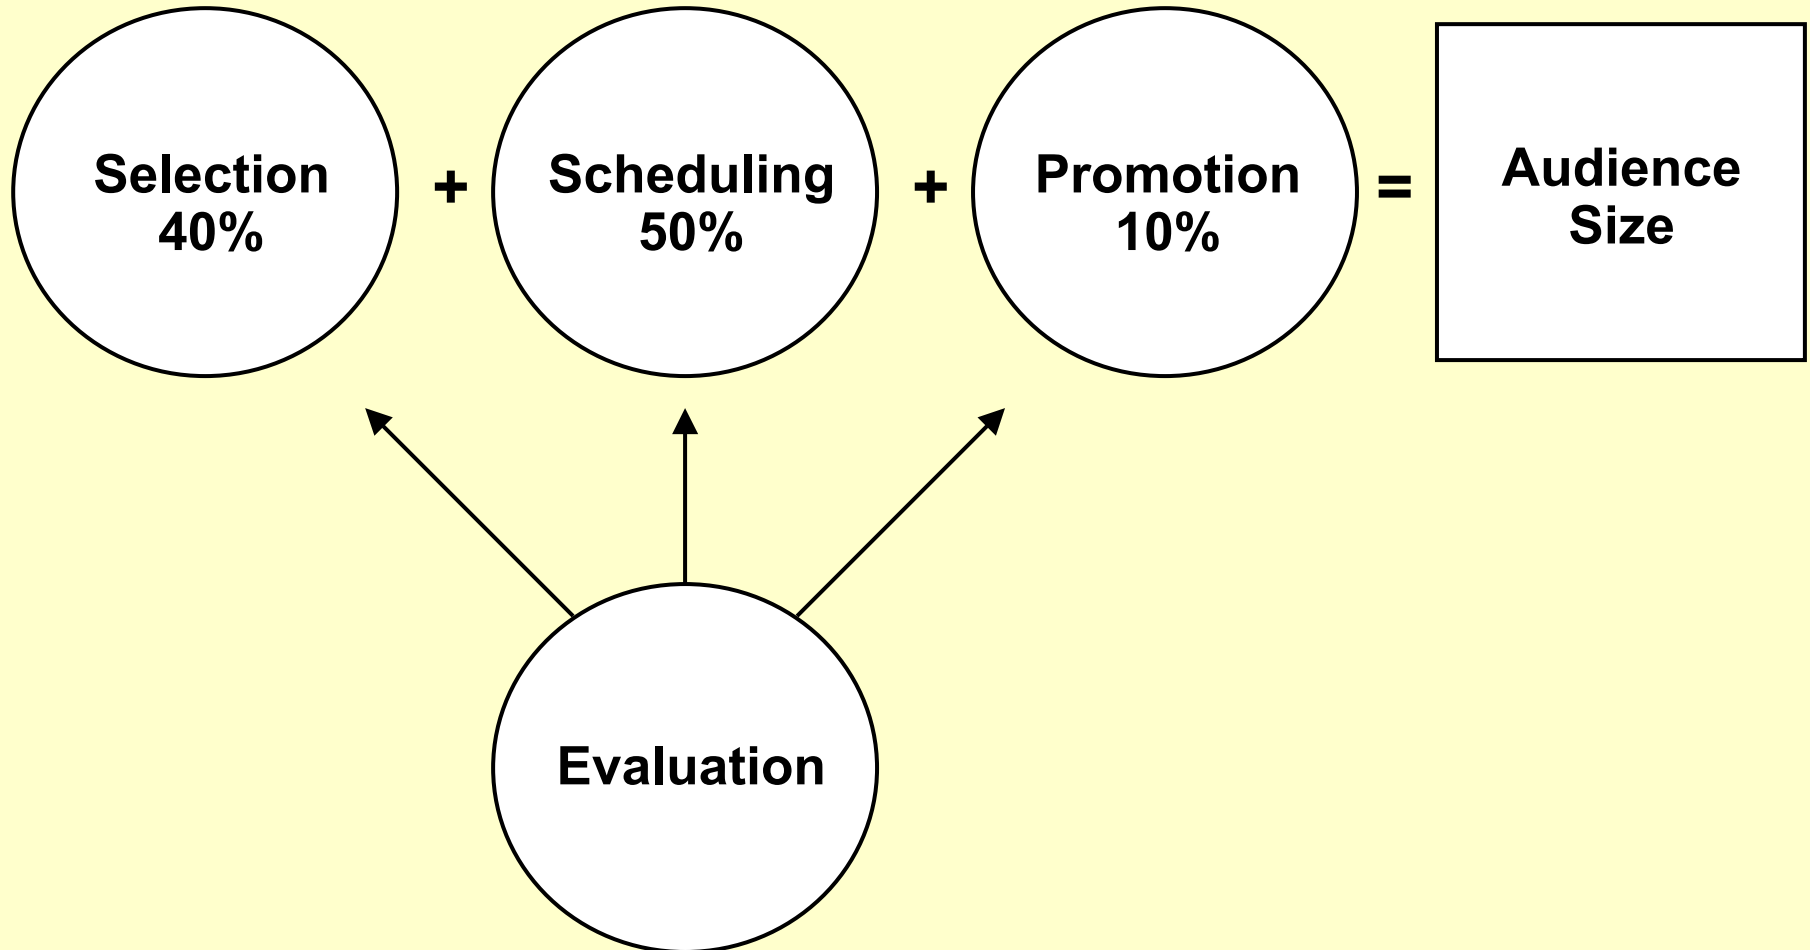 Selection
40%
+
Scheduling
50%
+
Promotion
10%
=
Audience
Size
Evaluation